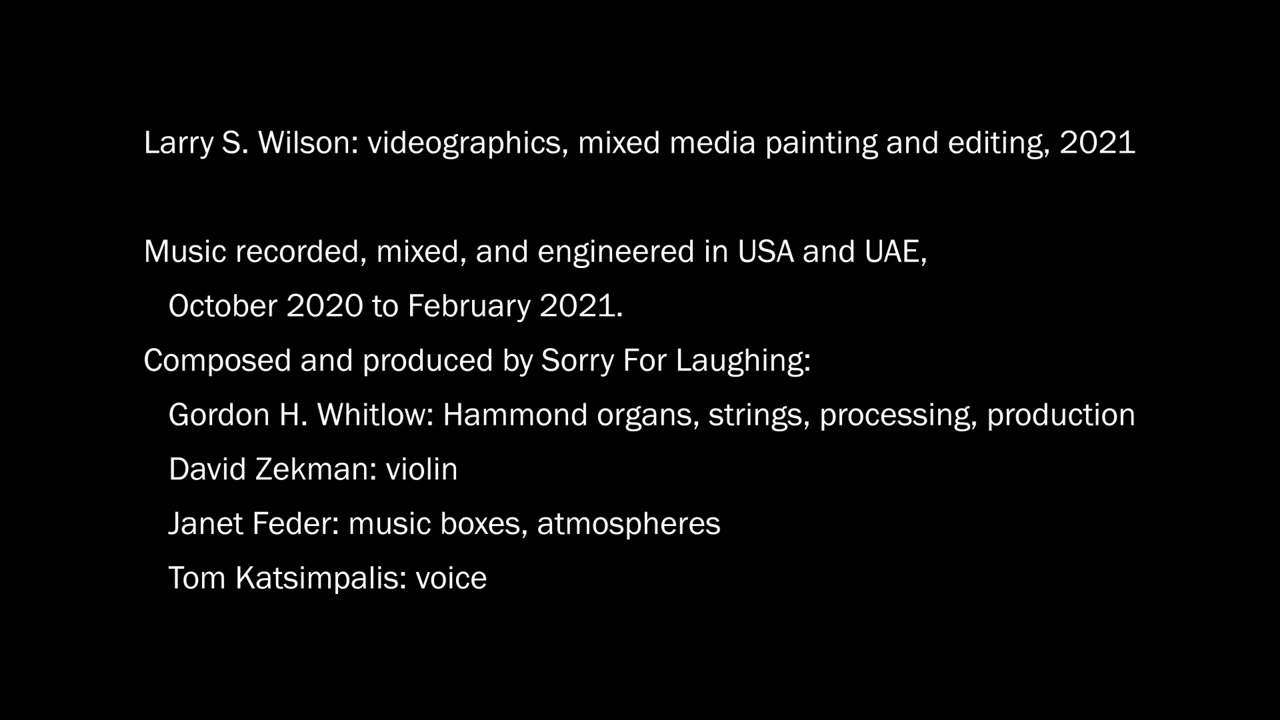 Larry S. Wilson: videographics, mixed media painting and editing, 2021
Music recorded, mixed, and engineered in USA and UAE,
October 2020 to February 2021.
Composed and produced by Sorry For Laughing:
Gordon H. Whitlow: Hammond organs, strings, processing, production
David Zekman: violin
Janet Feder: music boxes, atmospheres
Tom Katsimpalis: voice